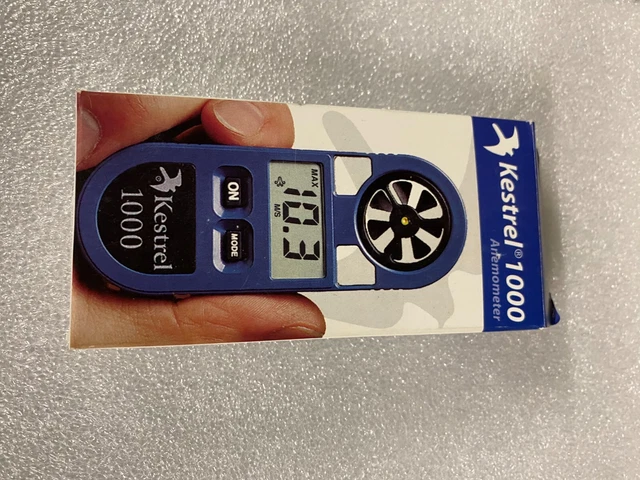 Kestrel® 1000
Anemometer
MAX
10.3
M/S
ON
MODE
Kestrel
1000